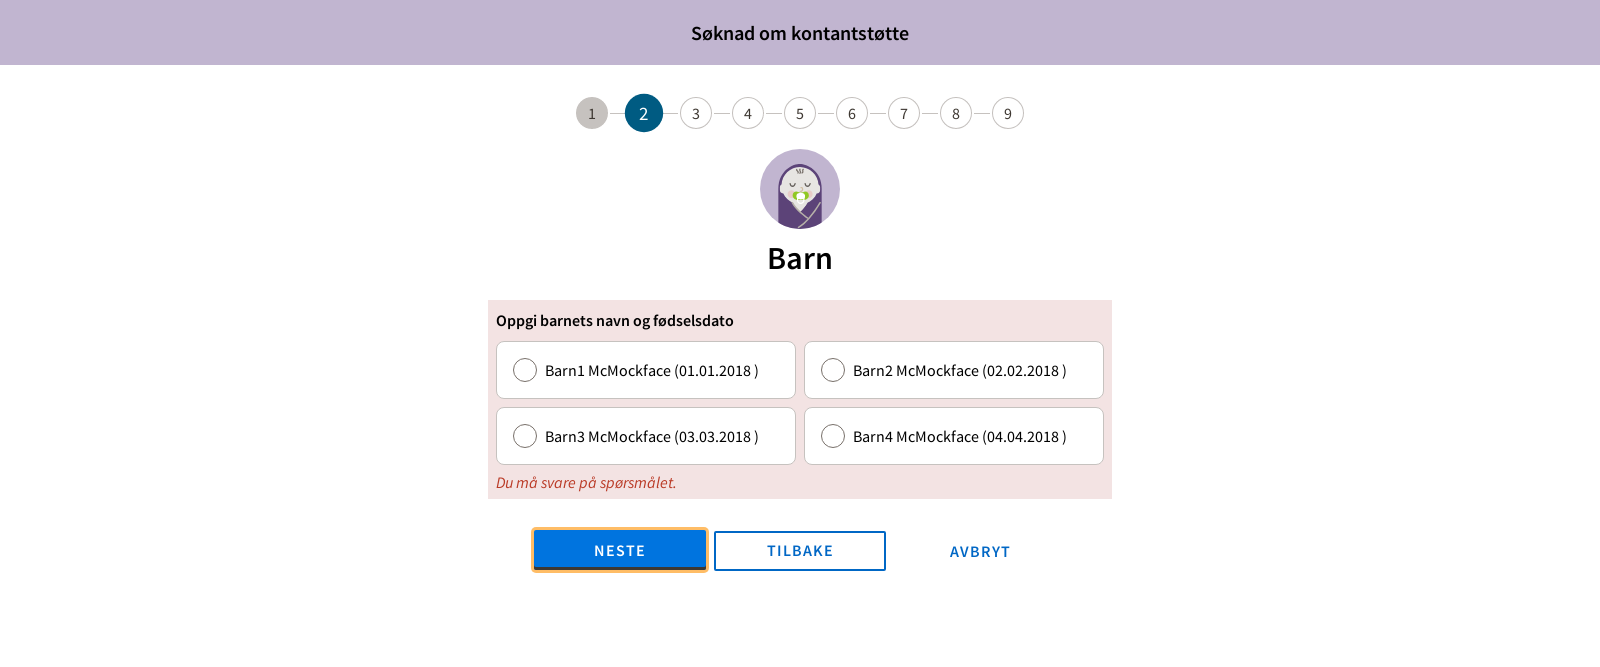 Søknad om kontantstøtte
1 2 3 4 5 6 7 8 9
Barn
Oppgi barnets navn og fødselsdato
Barn1 McMockface (01.01.2018 )
Barn2 McMockface (02.02.2018 )
Barn3 McMockface (03.03.2018 )
Barn4 McMockface (04.04.2018 )
Du må svare på spørsmålet.
NESTE
TILBAKE
AVBRYT